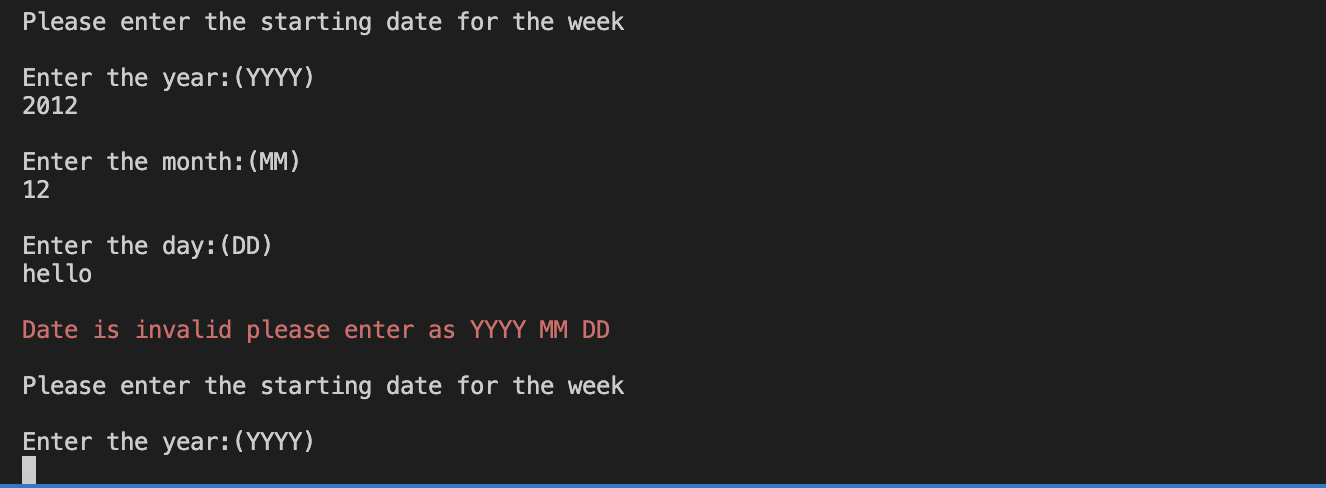 Please enter the starting date for the week
Enter the year:(YYYY)
2012
Enter the month:(MM)
12
Enter the day:(DD)
hello
Date is invalid please enter as YYYY MM DD
Please enter the starting date for the week
Enter the year:(YYYY)